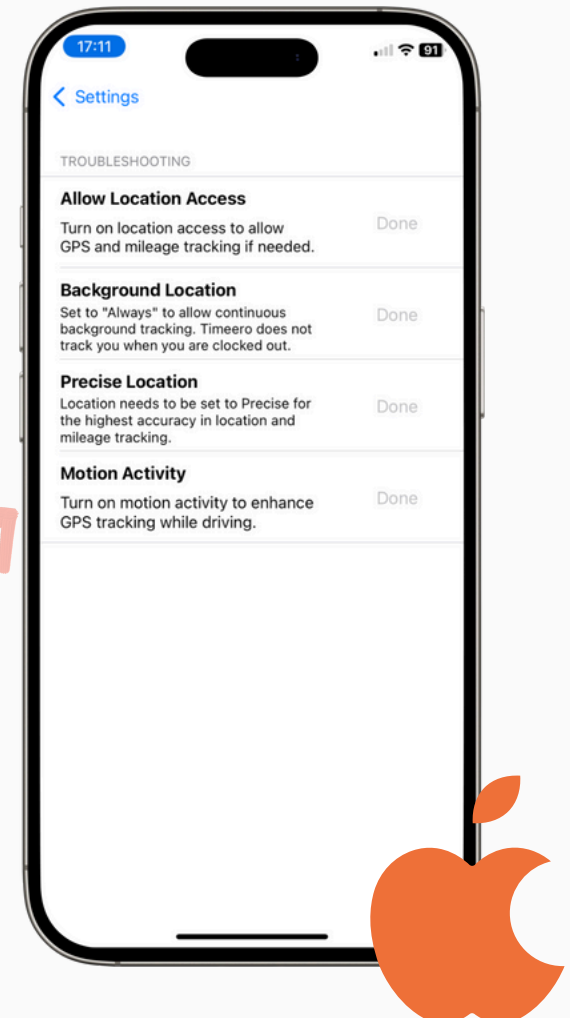 17:11
91
Settings
TROUBLESHOOTING
Allow Location Access
Turn on location access to allow
GPS and mileage tracking if needed.
Done
Background Location
Set to "Always" to allow continuous
background tracking. Timeero does not
track you when you are clocked out.
Done
Precise Location
Location needs to be set to Precise for
the highest accuracy in location and
mileage tracking.
Done
Motion Activity
Turn on motion activity to enhance
GPS tracking while driving.
Done